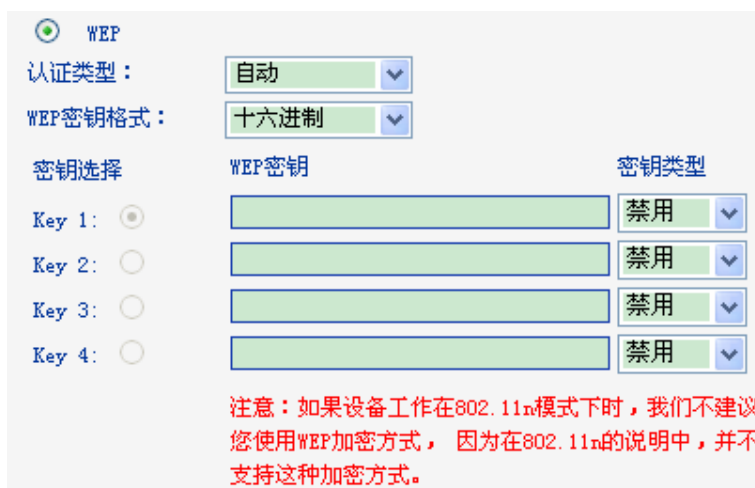 WEP
认证类型： 自动
WEP密钥格式： 十六进制
密钥选择 WEP密钥 密钥类型
Key 1: 禁用
Key 2: 禁用
Key 3: 禁用
Key 4: 禁用
注意：如果设备工作在802.11n模式下时，我们不建议
您使用WEP加密方式， 因为在802.11n的说明中，并不
支持这种加密方式。